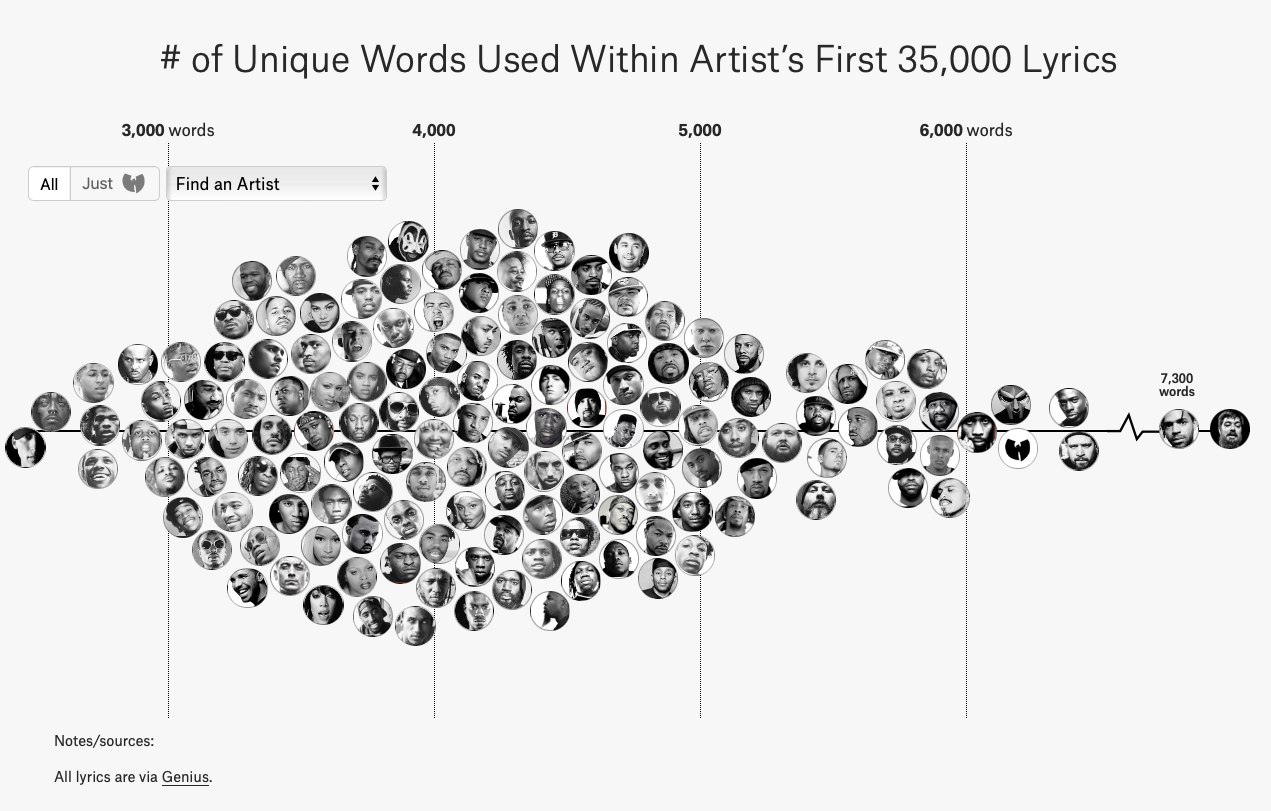 # of Unique Words Used Within Artist’s First 35,000 Lyrics
3,000 words
4,000
5,000
6,000 words
All
Just
Find an Artist
7,300
words
Notes/sources:
All lyrics are via Genius.